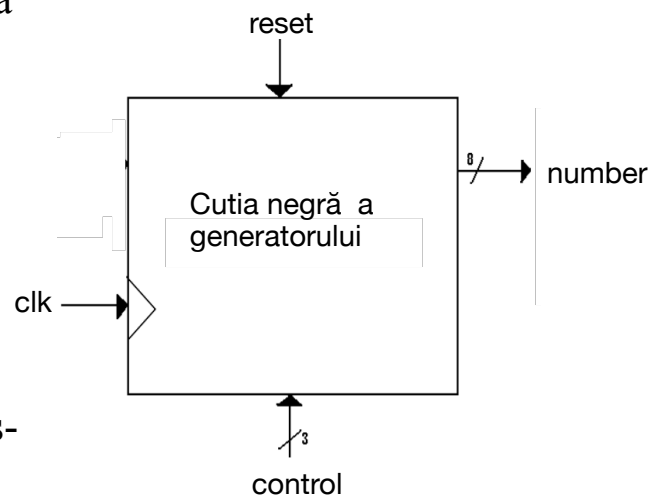 a
reset
8
number
Cutia negră a
generatorului
clk
s-
3
control